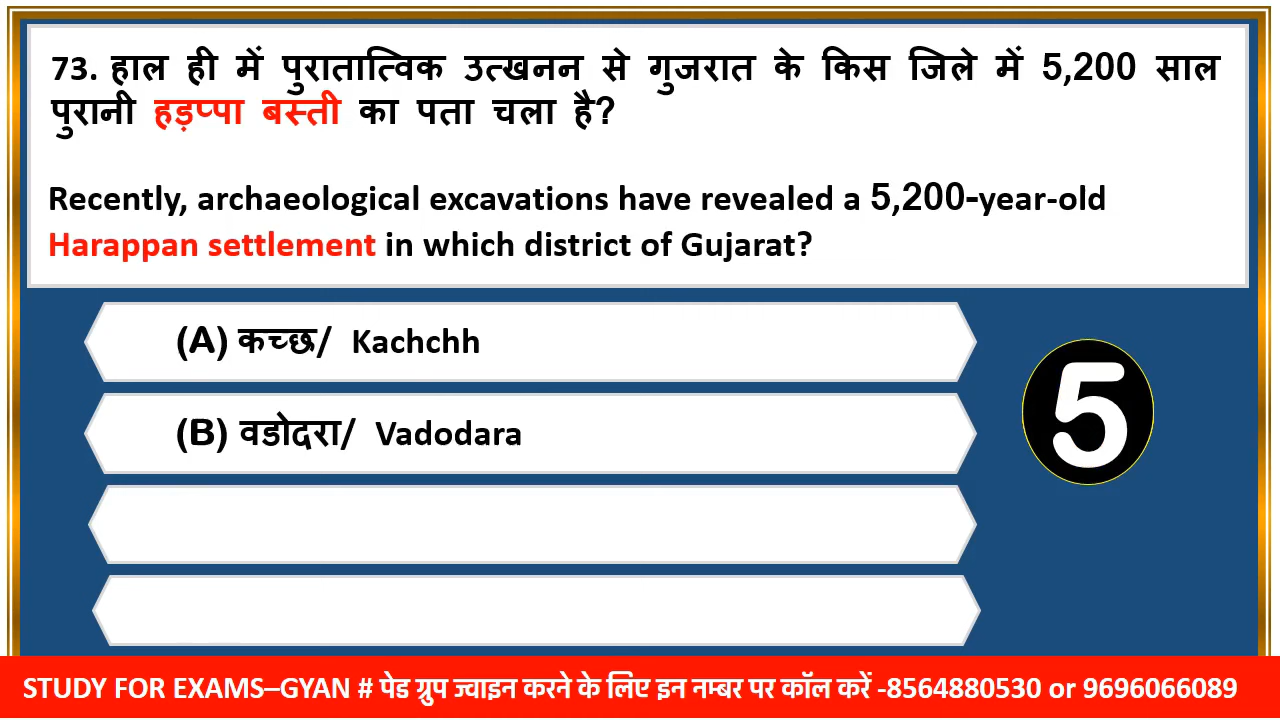 73. हाल ही में पुरातात्विक उत्खनन से गुजरात के किस जिले में 5,200 साल
पुरानी हड़प्पा बस्ती का पता चला है?
Recently, archaeological excavations have revealed a 5,200-year-old
Harappan settlement in which district of Gujarat?
(A) कच्छ/ Kachchh
(B) वडोदरा/ Vadodara
5
STUDY FOR EXAMS–GYAN # पेड ग्रुप ज्वाइन करने के लिए इन नम्बर पर कॉल करें -8564880530 or 9696066089